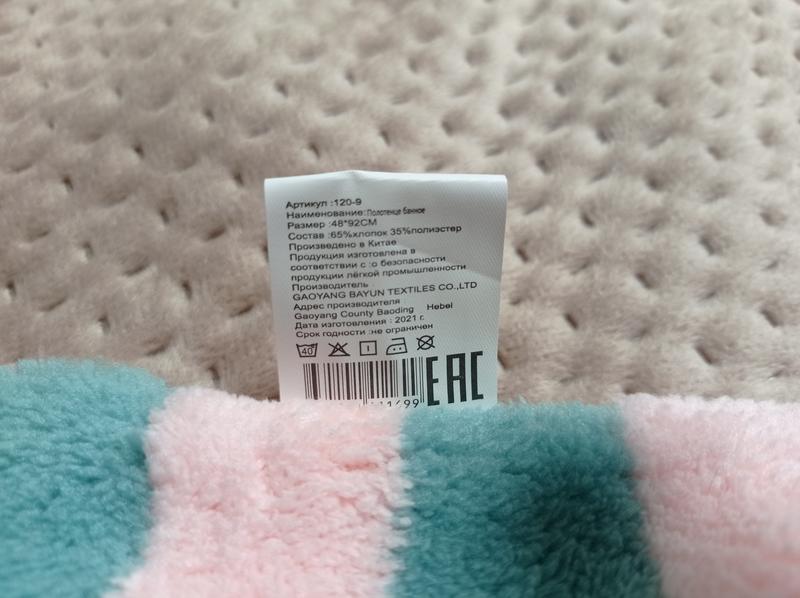 Артикул :120-9
Наименование:Полотенце банное
Размер :48*92СМ
Состав :65%хлопок 35%полиэстер
Произведено в Китае
Продукция изготовлена в
соответствии с :о безопасности
продукции лёгкой промышленности
Производитель :
GAOYANG BAYUN TEXTILES CO.,LTD
Адрес производителя
Gaoyang County Baoding Hebei
Дата изготовления : 2021 г.
Срок годности :не ограничен
40
EAC